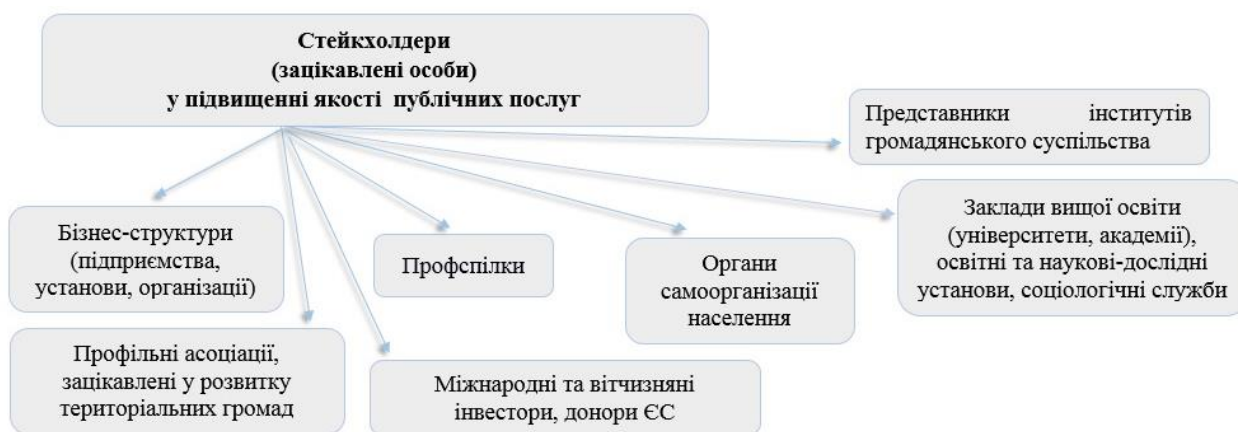 Стейкхолдери
(зацікавлені особи)
у підвищенні якості публічних послуг
Представники інститутів
громадянського суспільства
Бізнес-структури
(підприємства,
установи, організації)
Профспілки
Органи
самоорганізації
населення
Заклади вищої освіти
(університети, академії),
освітні та наукові-дослідні
установи, соціологічні служби
Профільні асоціації,
зацікавлені у розвитку
територіальних громад
Міжнародні та вітчизняні
інвестори, донори ЄС